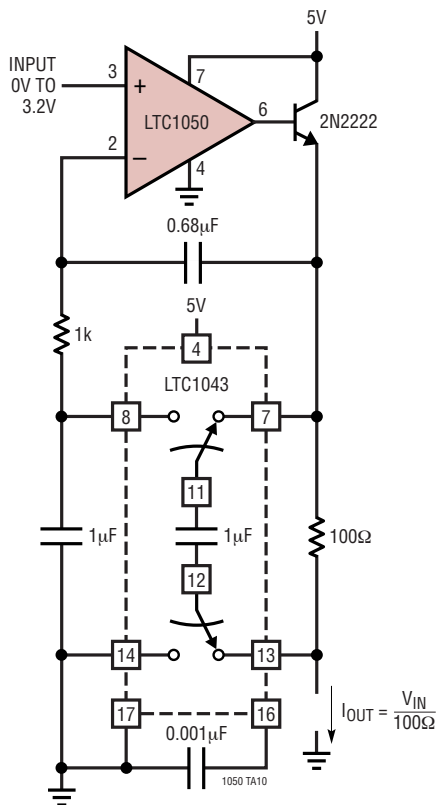 5V
INPUT
0V TO
3.2V
3
+
7
LTC1050
6
2N2222
2
–
4
0.68µF
5V
1k
4
LTC1043
8
7
11
1µF
1µF
100Ω
12
14
13
17
16
0.001µF
1050 TA10
IOUT = VIN
100Ω